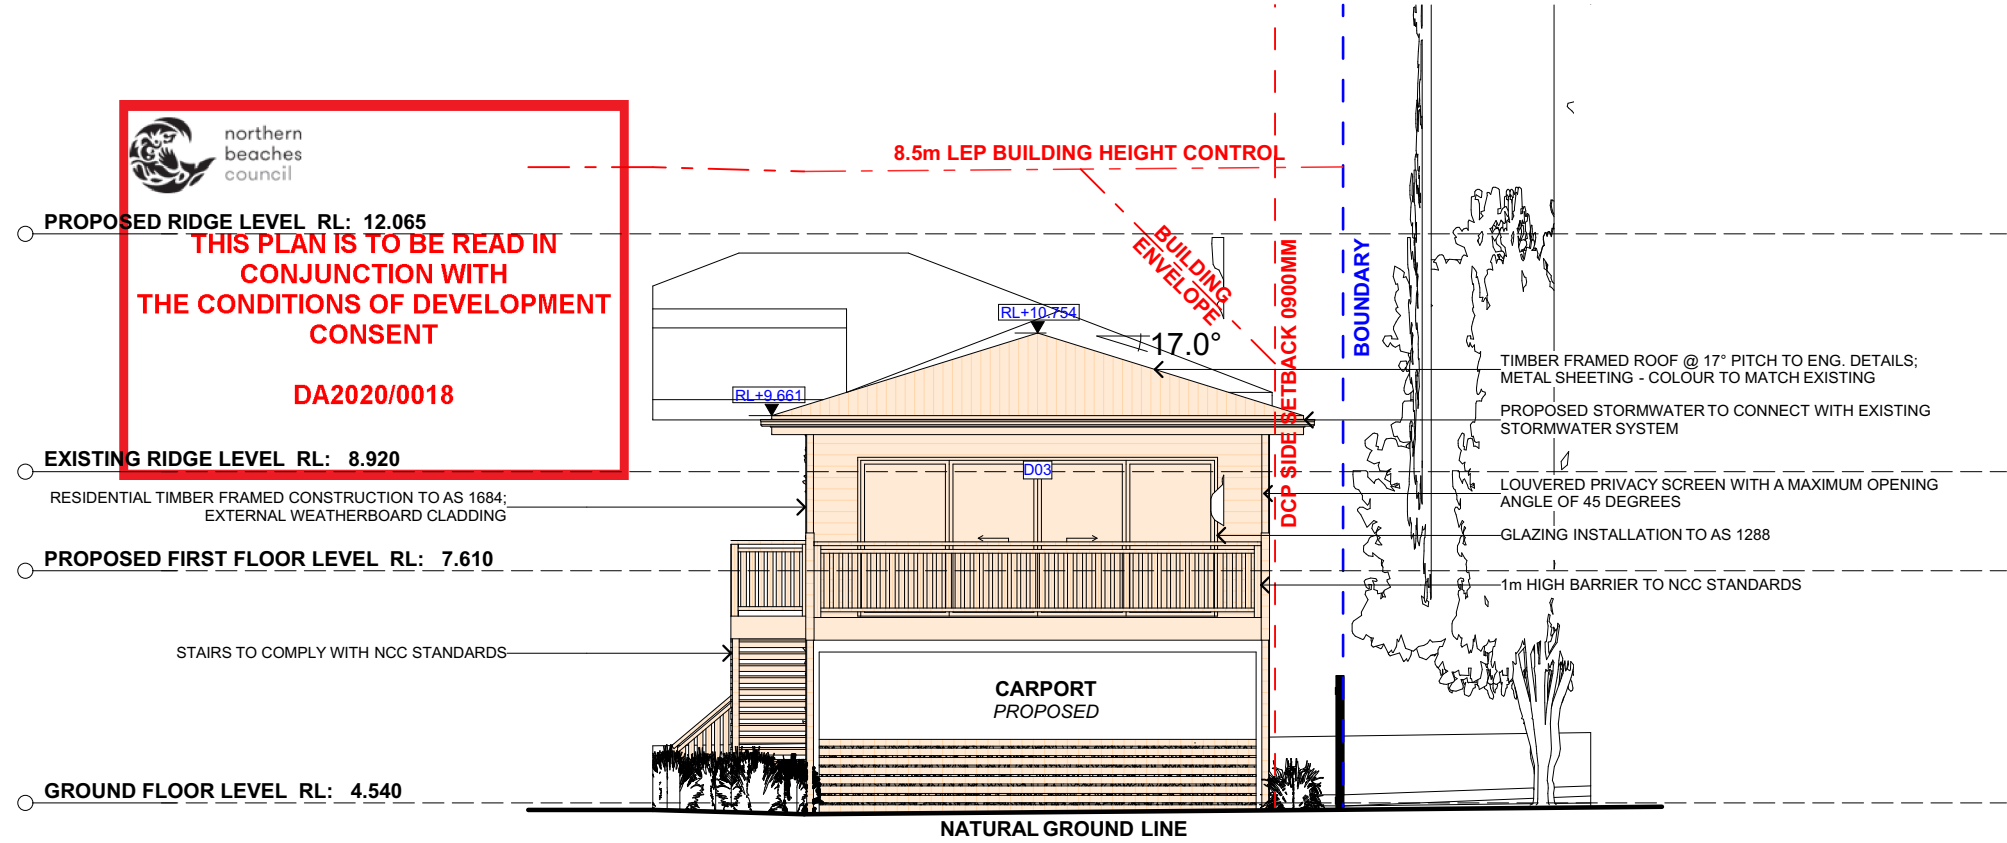 northern
beaches
council
8.5m LEP BUILDING HEIGHT CONTROL
PROPOSED RIDGE LEVEL RL: 12.065
THIS PLAN IS TO BE READ IN
CONJUNCTION WITH
THE CONDITIONS OF DEVELOPMENT
CONSENT
DA2020/0018
BUILDING
ENVELOPE
DCP SIDE SETBACK 0900MM
BOUNDARY
RL+10.754
17.0°
RL+9.661
TIMBER FRAMED ROOF @ 17° PITCH TO ENG. DETAILS;
METAL SHEETING - COLOUR TO MATCH EXISTING
PROPOSED STORMWATER TO CONNECT WITH EXISTING
STORMWATER SYSTEM
EXISTING RIDGE LEVEL RL: 8.920
D03
RESIDENTIAL TIMBER FRAMED CONSTRUCTION TO AS 1684;
EXTERNAL WEATHERBOARD CLADDING
LOUVERED PRIVACY SCREEN WITH A MAXIMUM OPENING
ANGLE OF 45 DEGREES
GLAZING INSTALLATION TO AS 1288
PROPOSED FIRST FLOOR LEVEL RL: 7.610
1m HIGH BARRIER TO NCC STANDARDS
STAIRS TO COMPLY WITH NCC STANDARDS
CARPORT
PROPOSED
GROUND FLOOR LEVEL RL: 4.540
NATURAL GROUND LINE